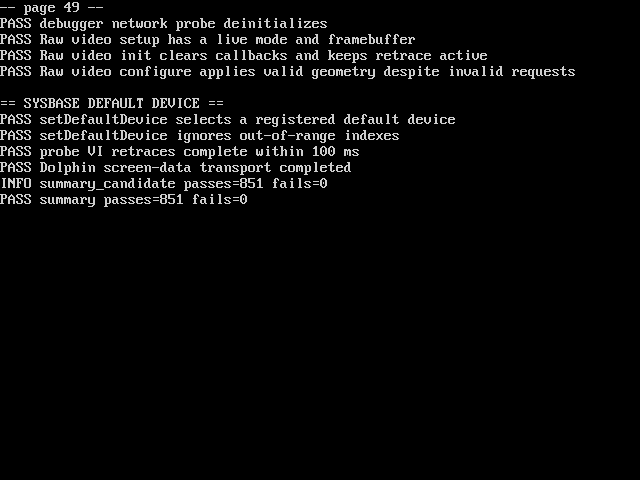 -- page 49 --
PASS debugger network probe deinitializes
PASS Raw video setup has a live mode and framebuffer
PASS Raw video init clears callbacks and keeps retrace active
PASS Raw video configure applies valid geometry despite invalid requests
== SYSBASE DEFAULT DEVICE ==
PASS setDefaultDevice selects a registered default device
PASS setDefaultDevice ignores out-of-range indexes
PASS probe VI retraces complete within 100 ms
PASS Dolphin screen-data transport completed
INFO summary_candidate passes=851 fails=0
PASS summary passes=851 fails=0